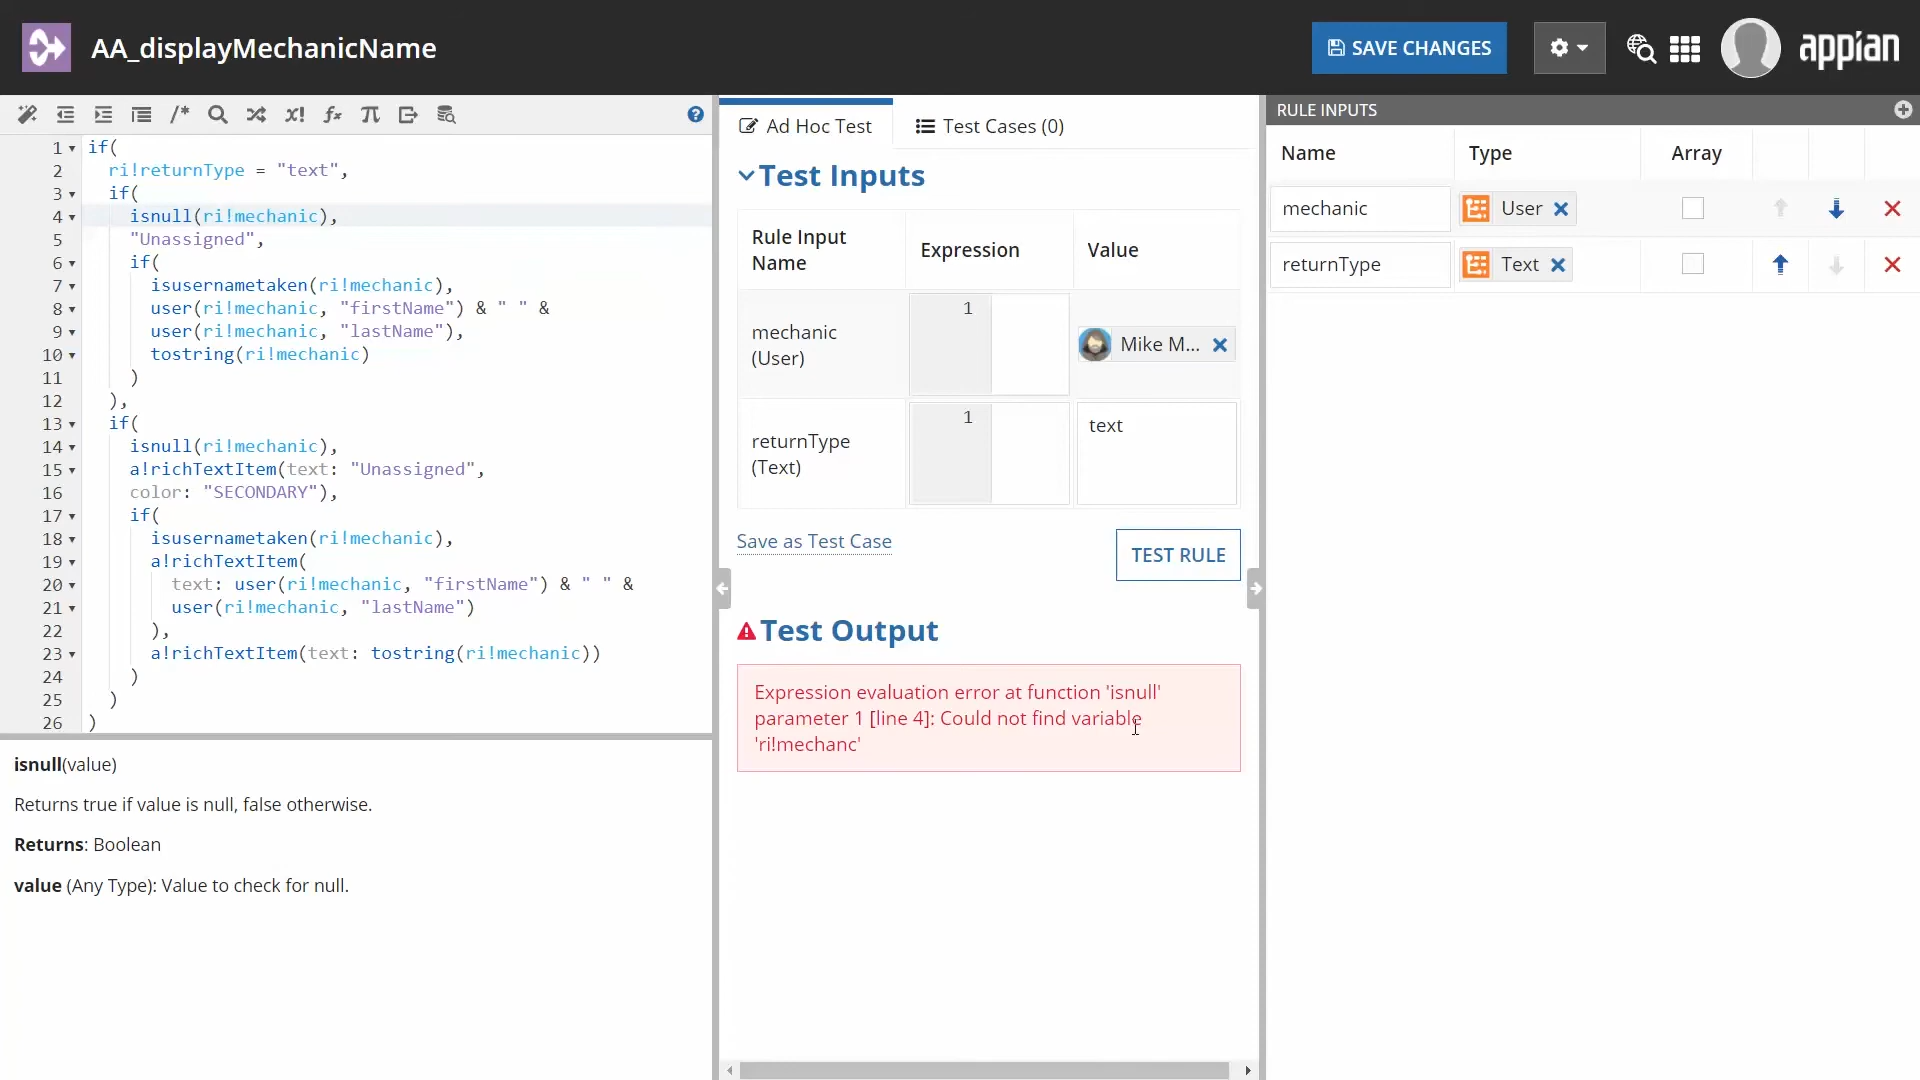 AA_displayMechanicName
SAVE CHANGES
appian
1 if(
2 ri!returnType = "text",
3 if(
4 isnull(ri!mechanic),
5 "Unassigned",
6 if(
7 isusernametaken(ri!mechanic),
8 user(ri!mechanic, "firstName") & " " &
9 user(ri!mechanic, "lastName"),
10 tostring(ri!mechanic)
11 )
12 ),
13 if(
14 isnull(ri!mechanic),
15 a!richTextItem(text: "Unassigned",
16 color: "SECONDARY"),
17 if(
18 isusernametaken(ri!mechanic),
19 a!richTextItem(
20 text: user(ri!mechanic, "firstName") & " " &
21 user(ri!mechanic, "lastName")
22 ),
23 a!richTextItem(text: tostring(ri!mechanic))
24 )
25 )
26 )
isnull(value)
Returns true if value is null, false otherwise.
Returns: Boolean
value (Any Type): Value to check for null.
Ad Hoc Test
Test Cases (0)
Test Inputs
Rule Input
Name
Expression
Value
mechanic
(User)
1
Mike M...
returnType
(Text)
1
text
Save as Test Case
TEST RULE
Test Output
Expression evaluation error at function 'isnull'
parameter 1 [line 4]: Could not find variable
'ri!mechanc'
RULE INPUTS
Name
Type
Array
mechanic
User
returnType
Text